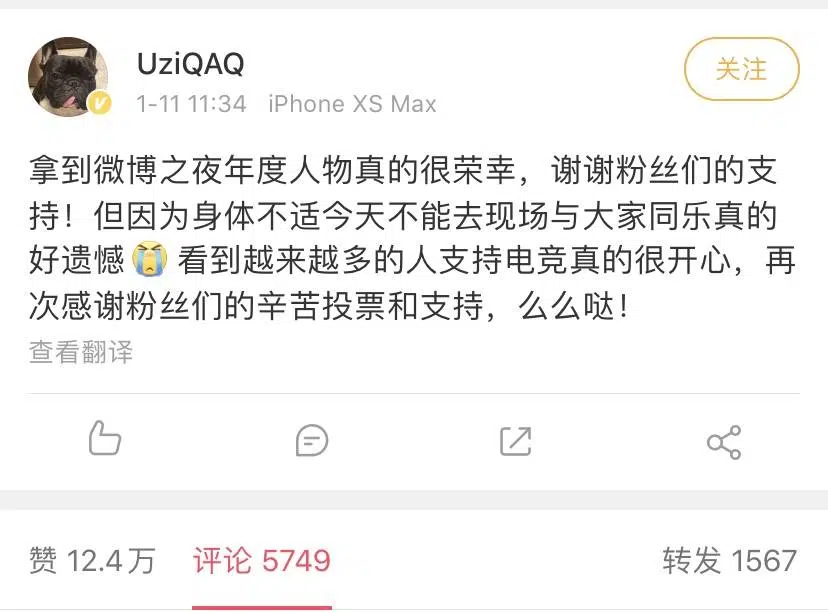 UziQAQ
关注
1-11 11:34 iPhone XS Max
拿到微博之夜年度人物真的很荣幸，谢谢粉丝们的支
持！但因为身体不适今天不能去现场与大家同乐真的
好遗憾😭看到越来越多的人支持电竞真的很开心，再
次感谢粉丝们的辛苦投票和支持，么么哒！
查看翻译
赞 12.4万 评论 5749 转发 1567